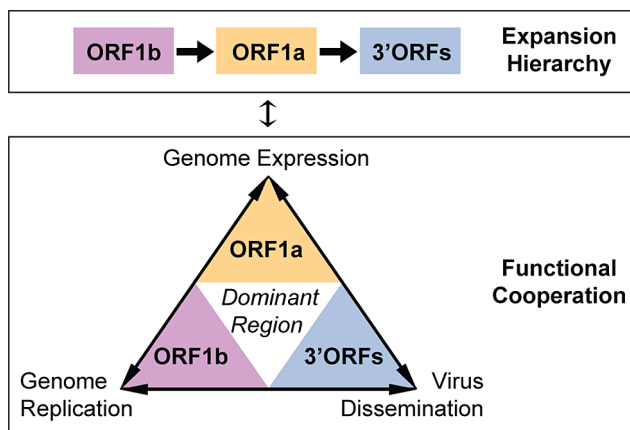 ORF1b ORF1a 3'ORFs
Expansion
Hierarchy
Genome Expression
ORF1a
Dominant
Region
ORF1b
3'ORFs
Functional
Cooperation
Genome
Replication
Virus
Dissemination